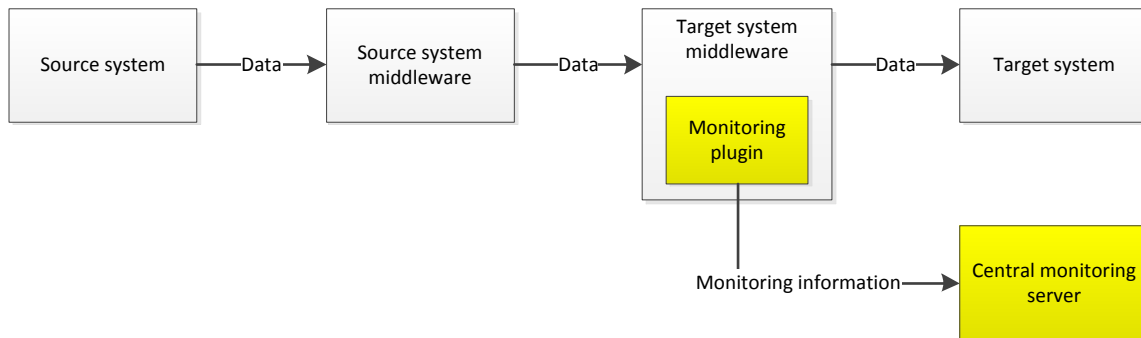 Source system
Data
Source system
middleware
Data
Target system
middleware
Data
Target system
Monitoring
plugin
Monitoring information
Central monitoring
server